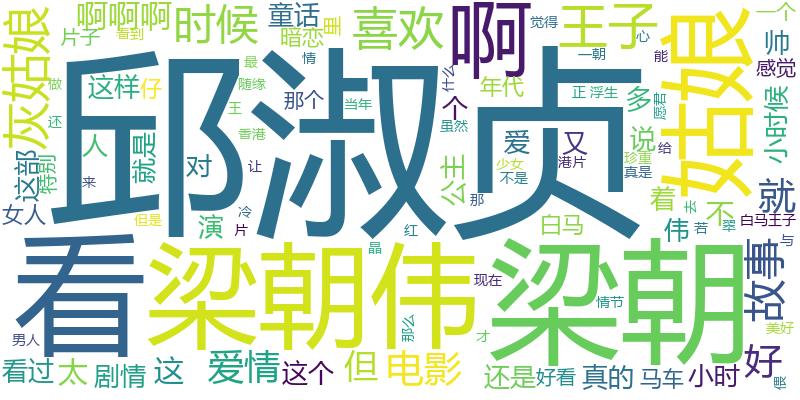 灰姑娘
片子
看到
啊啊啊
时候
童话
暗恋
里
喜欢
情
啊
觉得
王子
心
一朝
能
一个
帅
感觉
小时候
邱淑贞
姑娘
做
还
这样
仔
最
随缘
王
那个
当年
香港
什么
个
虽然
年代
正
浮生
多
愿君
这部
特别
人
来
就是
对
让
爱
又
说
珍重
给
就
公主
少女
不是
港片
真是
女人
但是
演
冷
片
那
红
晶
白马
伟
着
去
若
不
罩
白马王子
与
看
梁朝伟
梁朝
现在
情节
故事
美好
男人
那么
才
好
看过
太
剧情
这
爱情
这个
但
电影
还是
好看
真的
马车
小时